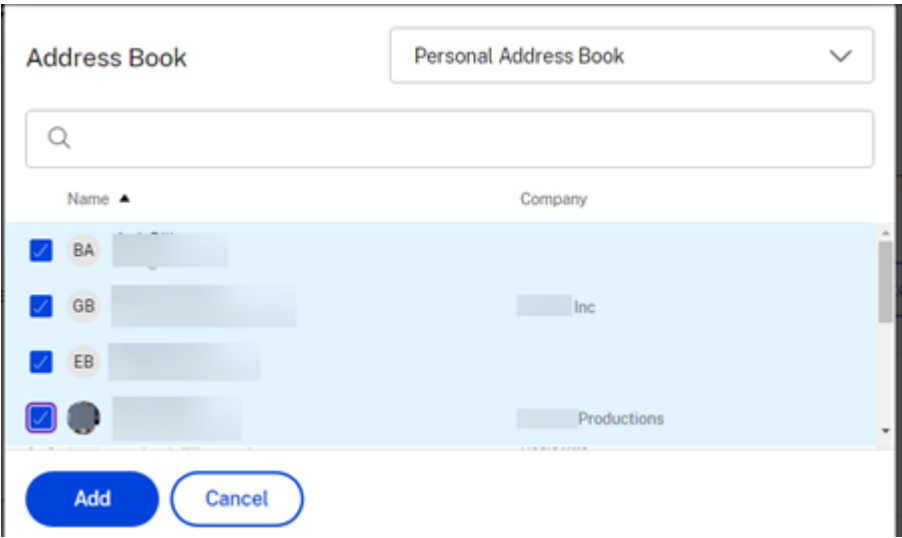 Address Book
Personal Address Book
Name
Company
BA
GB
Inc
EB
Productions
Add
Cancel